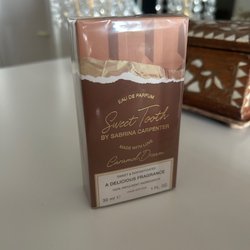 EAU DE PARFUM
Sweet Tooth
BY SABRINA CARPENTER
MADE WITH LOVE
Caramel Dream
A DELICIOUS FRAGRANCE
30 ml e 1 FL. OZ.